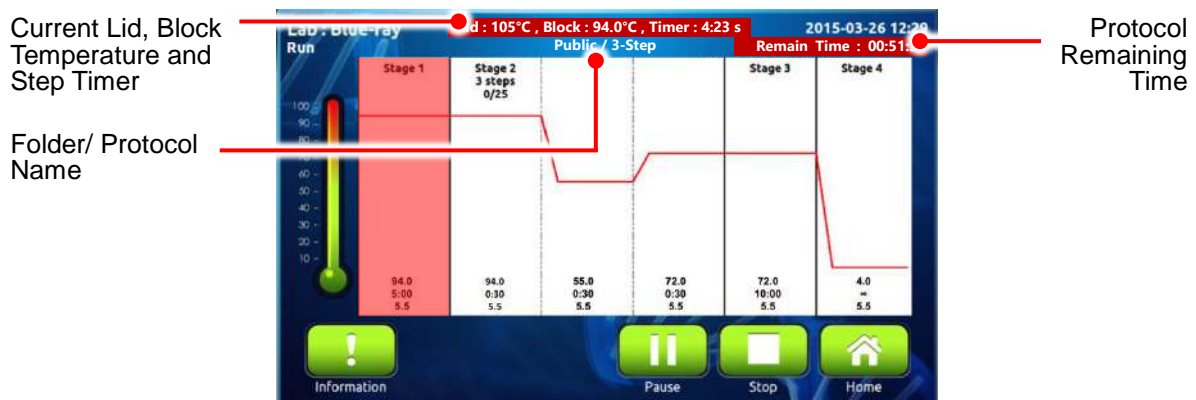 Current Lid, Block
Temperature and
Step Timer
Folder/ Protocol
Name
Protocol
Remaining
Time
Lab : Blue-ray
Run
: 105°C , Block : 94.0°C , Timer : 4:23 s
Public / 3-Step
2015-03-26 12:29
Remain Time : 00:51:
Stage 1
Stage 2
3 steps
0/25
Stage 3
Stage 4
100
90
80
60
50
40
30
20
10
94.0
5:00
5.5
94.0
0:30
5.5
55.0
0:30
5.5
72.0
0:30
5.5
72.0
10:00
5.5
4.0
∞
5.5
Information
Pause
Stop
Home